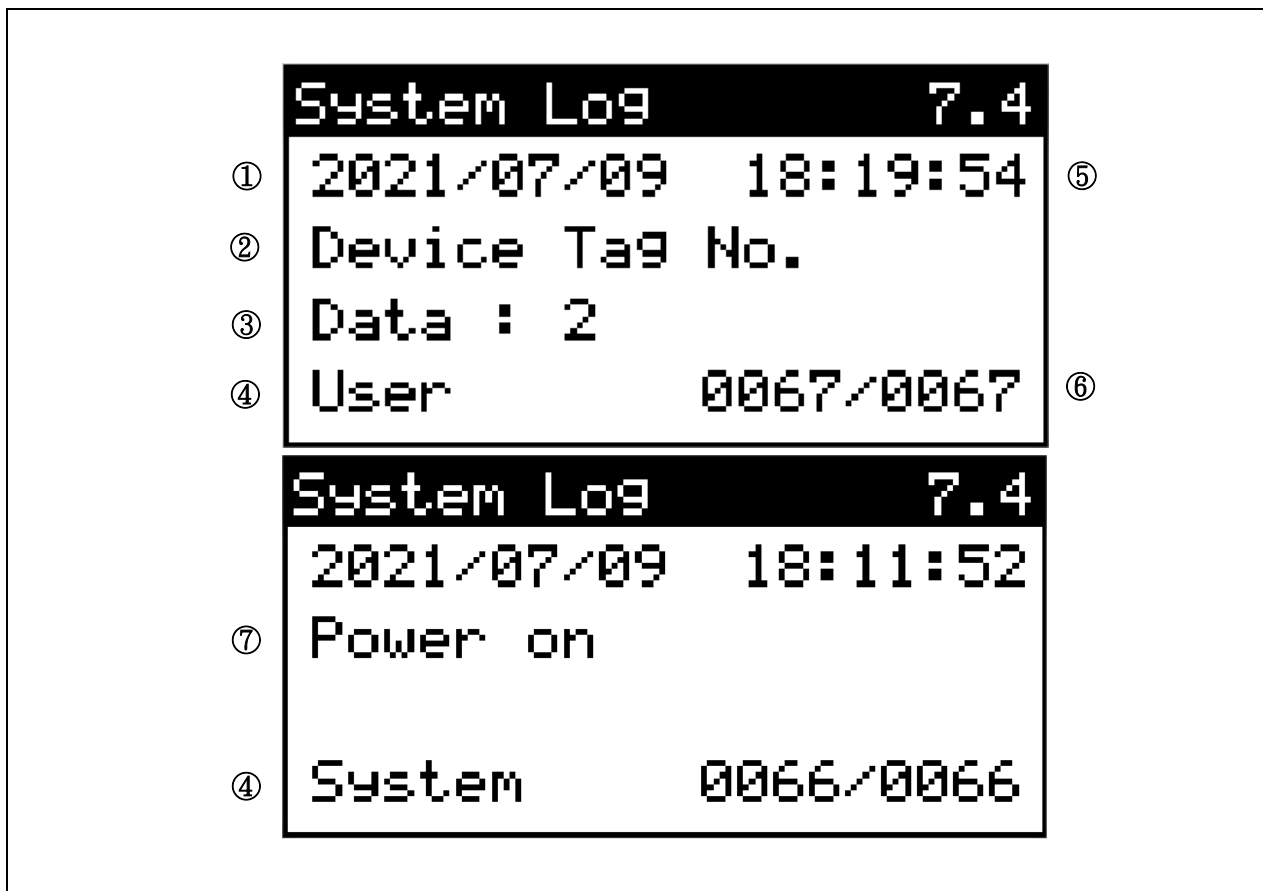 System Log 7.4
① 2021/07/09 18:19:54 ⑤
② Device Tag No.
③ Data : 2
④ User 0067/0067 ⑥
System Log 7.4
2021/07/09 18:11:52
⑦ Power on
④ System 0066/0066